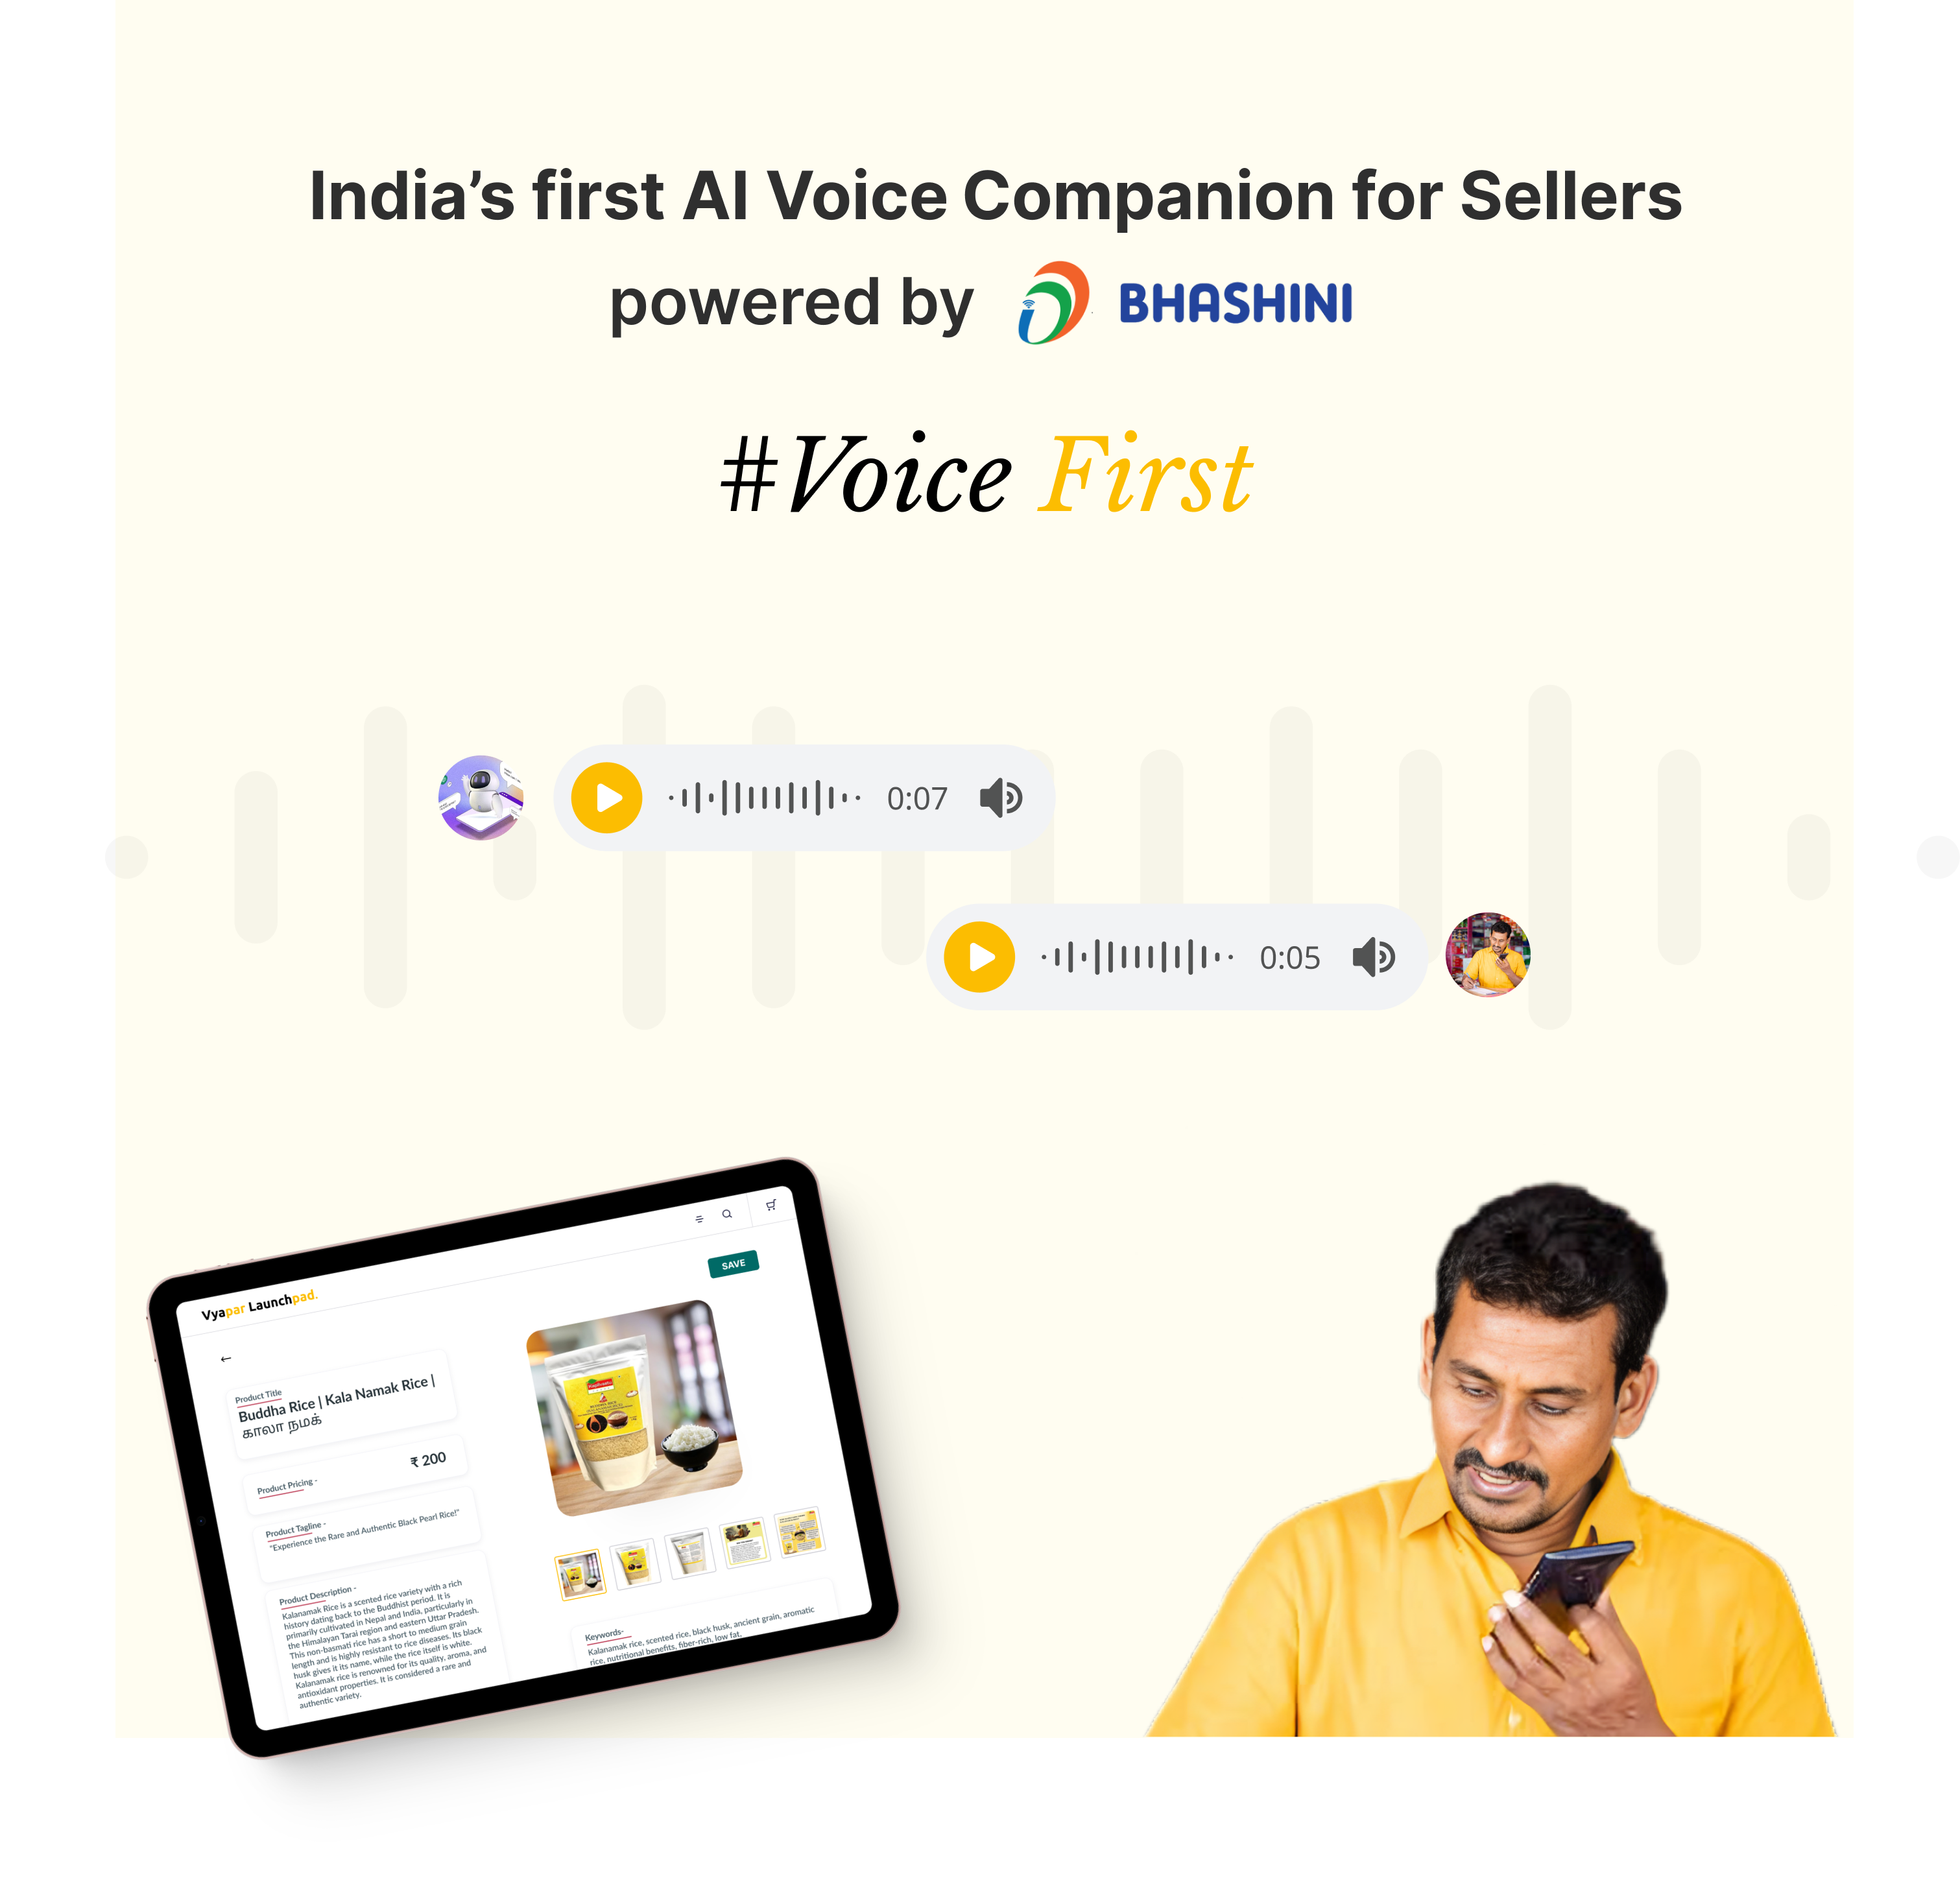 India’s first AI Voice Companion for Sellers
powered by BHASHINI
#Voice First
0:07
0:05
Vyapar Launchpad.
SAVE
Product Title
Buddha Rice | Kala Namak Rice |
காலா நமக்
Product Pricing -
₹ 200
Product Tagline -
"Experience the Rare and Authentic Black Pearl Rice!"
Product Description -
Kalanamak Rice is a scented rice variety with a rich
history dating back to the Buddhist period. It is
primarily cultivated in Nepal and India, particularly in
the Himalayan Tarai region and eastern Uttar Pradesh.
This non-basmati rice has a short to medium grain
length and is highly resistant to rice diseases. Its black
husk gives it its name, while the rice itself is white.
Kalanamak rice is renowned for its quality, aroma, and
antioxidant properties. It is considered a rare and
authentic variety.
Keywords-
Kalanamak rice, scented rice, black husk, ancient grain, aromatic
rice, nutritional benefits, fiber-rich, low fat,